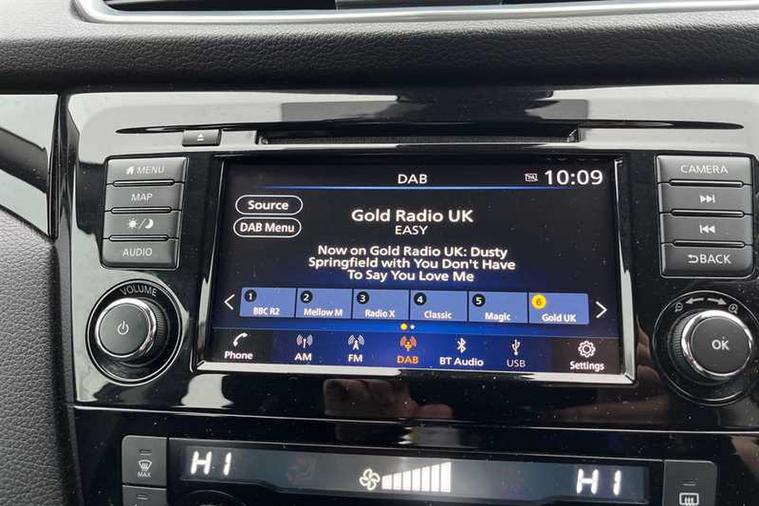 MENU
MAP
AUDIO
VOLUME
DAB
10:09
Source
DAB Menu
Gold Radio UK
EASY
Now on Gold Radio UK: Dusty
Springfield with You Don't Have
To Say You Love Me
1 2 3 4 5 6
BBC R2 Mellow M Radio X Classic Magic Gold UK
Phone AM FM DAB BT Audio USB Settings
CAMERA
BACK
OK
MAX
HI HI